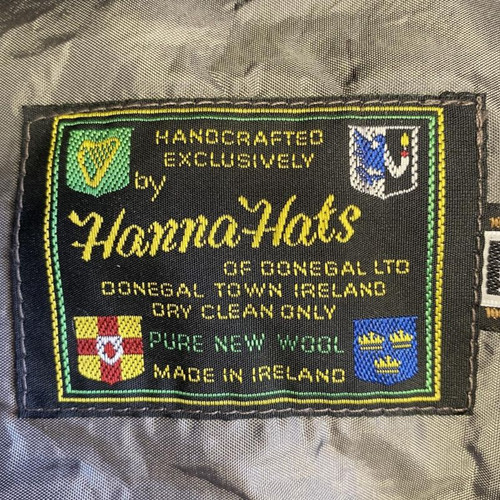 HANDCRAFTED
EXCLUSIVELY
by
Hanna Hats
OF DONEGAL LTD
DONEGAL TOWN IRELAND
DRY CLEAN ONLY
PURE NEW WOOL
MADE IN IRELAND